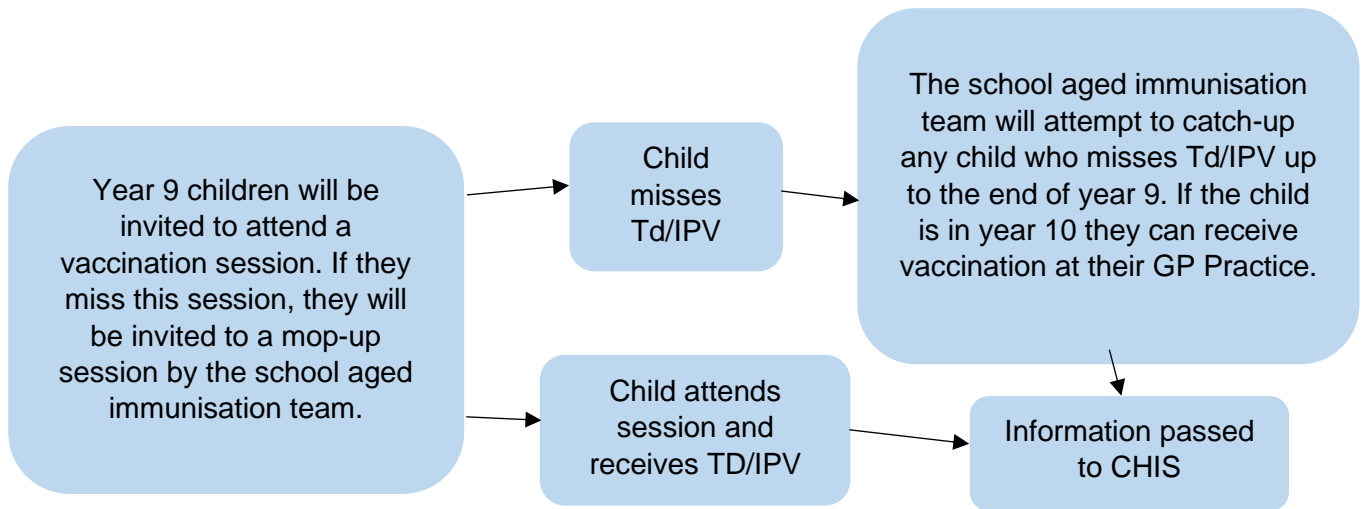 Year 9 children will be
invited to attend a
vaccination session. If they
miss this session, they will
be invited to a mop-up
session by the school aged
immunisation team.
Child
misses
Td/IPV
The school aged immunisation
team will attempt to catch-up
any child who misses Td/IPV up
to the end of year 9. If the child
is in year 10 they can receive
vaccination at their GP Practice.
Child attends
session and
receives TD/IPV
Information passed
to CHIS